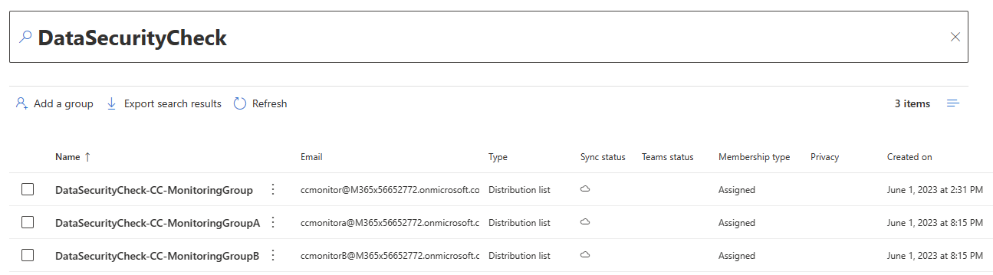 DataSecurityCheck
Add a group Export search results Refresh 3 items
Name ↑ Email Type Sync status Teams status Membership type Privacy Created on
DataSecurityCheck-CC-MonitoringGroup ccmonitor@M365x56652772.onmicrosoft.co Distribution list Assigned June 1, 2023 at 2:31 PM
DataSecurityCheck-CC-MonitoringGroupA ccmonitora@M365x56652772.onmicrosoft.c Distribution list Assigned June 1, 2023 at 8:15 PM
DataSecurityCheck-CC-MonitoringGroupB ccmonitorB@M365x56652772.onmicrosoft.c Distribution list Assigned June 1, 2023 at 8:15 PM